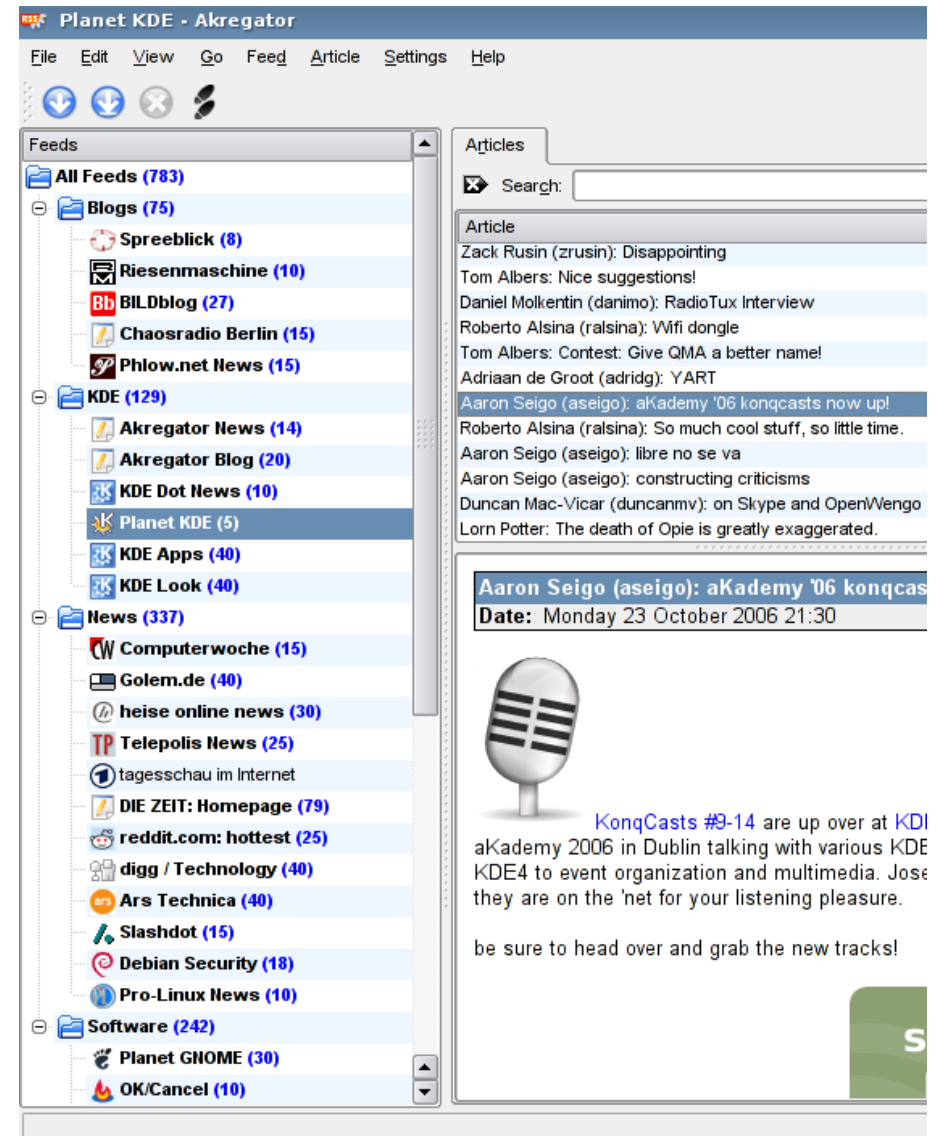 Planet KDE - Akregator
File Edit View Go Feed Article Settings Help
Feeds
All Feeds (783)
Blogs (75)
Spreeblick (8)
Riesenmaschine (10)
Bb BILDblog (27)
Chaosradio Berlin (15)
Phlow.net News (15)
KDE (129)
Akregator News (14)
Akregator Blog (20)
KDE Dot News (10)
Planet KDE (5)
KDE Apps (40)
KDE Look (40)
News (337)
Computerwoche (15)
Golem.de (40)
heise online news (30)
TP Telepolis News (25)
tagesschau im Internet
DIE ZEIT: Homepage (79)
reddit.com: hottest (25)
digg / Technology (40)
ars Ars Technica (40)
Slashdot (15)
Debian Security (18)
Pro-Linux News (10)
Software (242)
Planet GNOME (30)
OK/Cancel (10)
Articles
Search:
Article
Zack Rusin (zrusin): Disappointing
Tom Albers: Nice suggestions!
Daniel Molkentin (danimo): RadioTux Interview
Roberto Alsina (ralsina): Wifi dongle
Tom Albers: Contest: Give QMA a better name!
Adriaan de Groot (adridg): YART
Aaron Seigo (aseigo): aKademy '06 konqcasts now up!
Roberto Alsina (ralsina): So much cool stuff, so little time.
Aaron Seigo (aseigo): libre no se va
Aaron Seigo (aseigo): constructing criticisms
Duncan Mac-Vicar (duncanmv): on Skype and OpenWengo
Lorn Potter: The death of Opie is greatly exaggerated.
Aaron Seigo (aseigo): aKademy '06 konqcas
Date: Monday 23 October 2006 21:30
KonqCasts #9-14 are up over at KDE
aKademy 2006 in Dublin talking with various KDE
KDE4 to event organization and multimedia. Jose
they are on the 'net for your listening pleasure.
be sure to head over and grab the new tracks!